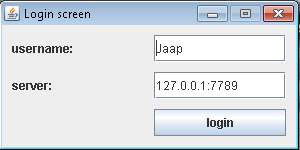 Login screen
username: Jaap
server: 127.0.0.1:7789
login